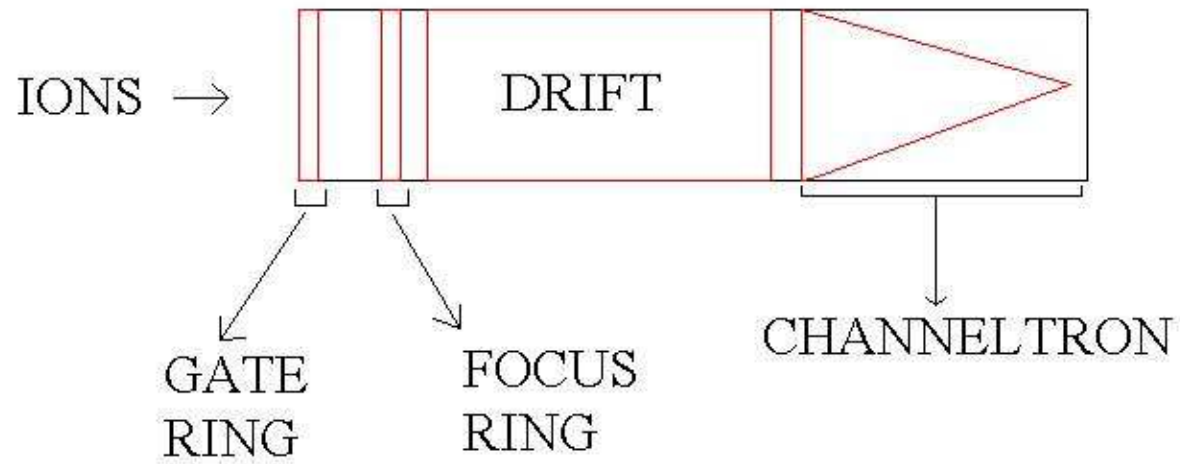 IONS
DRIFT
GATE
RING
FOCUS
RING
CHANNELTRON